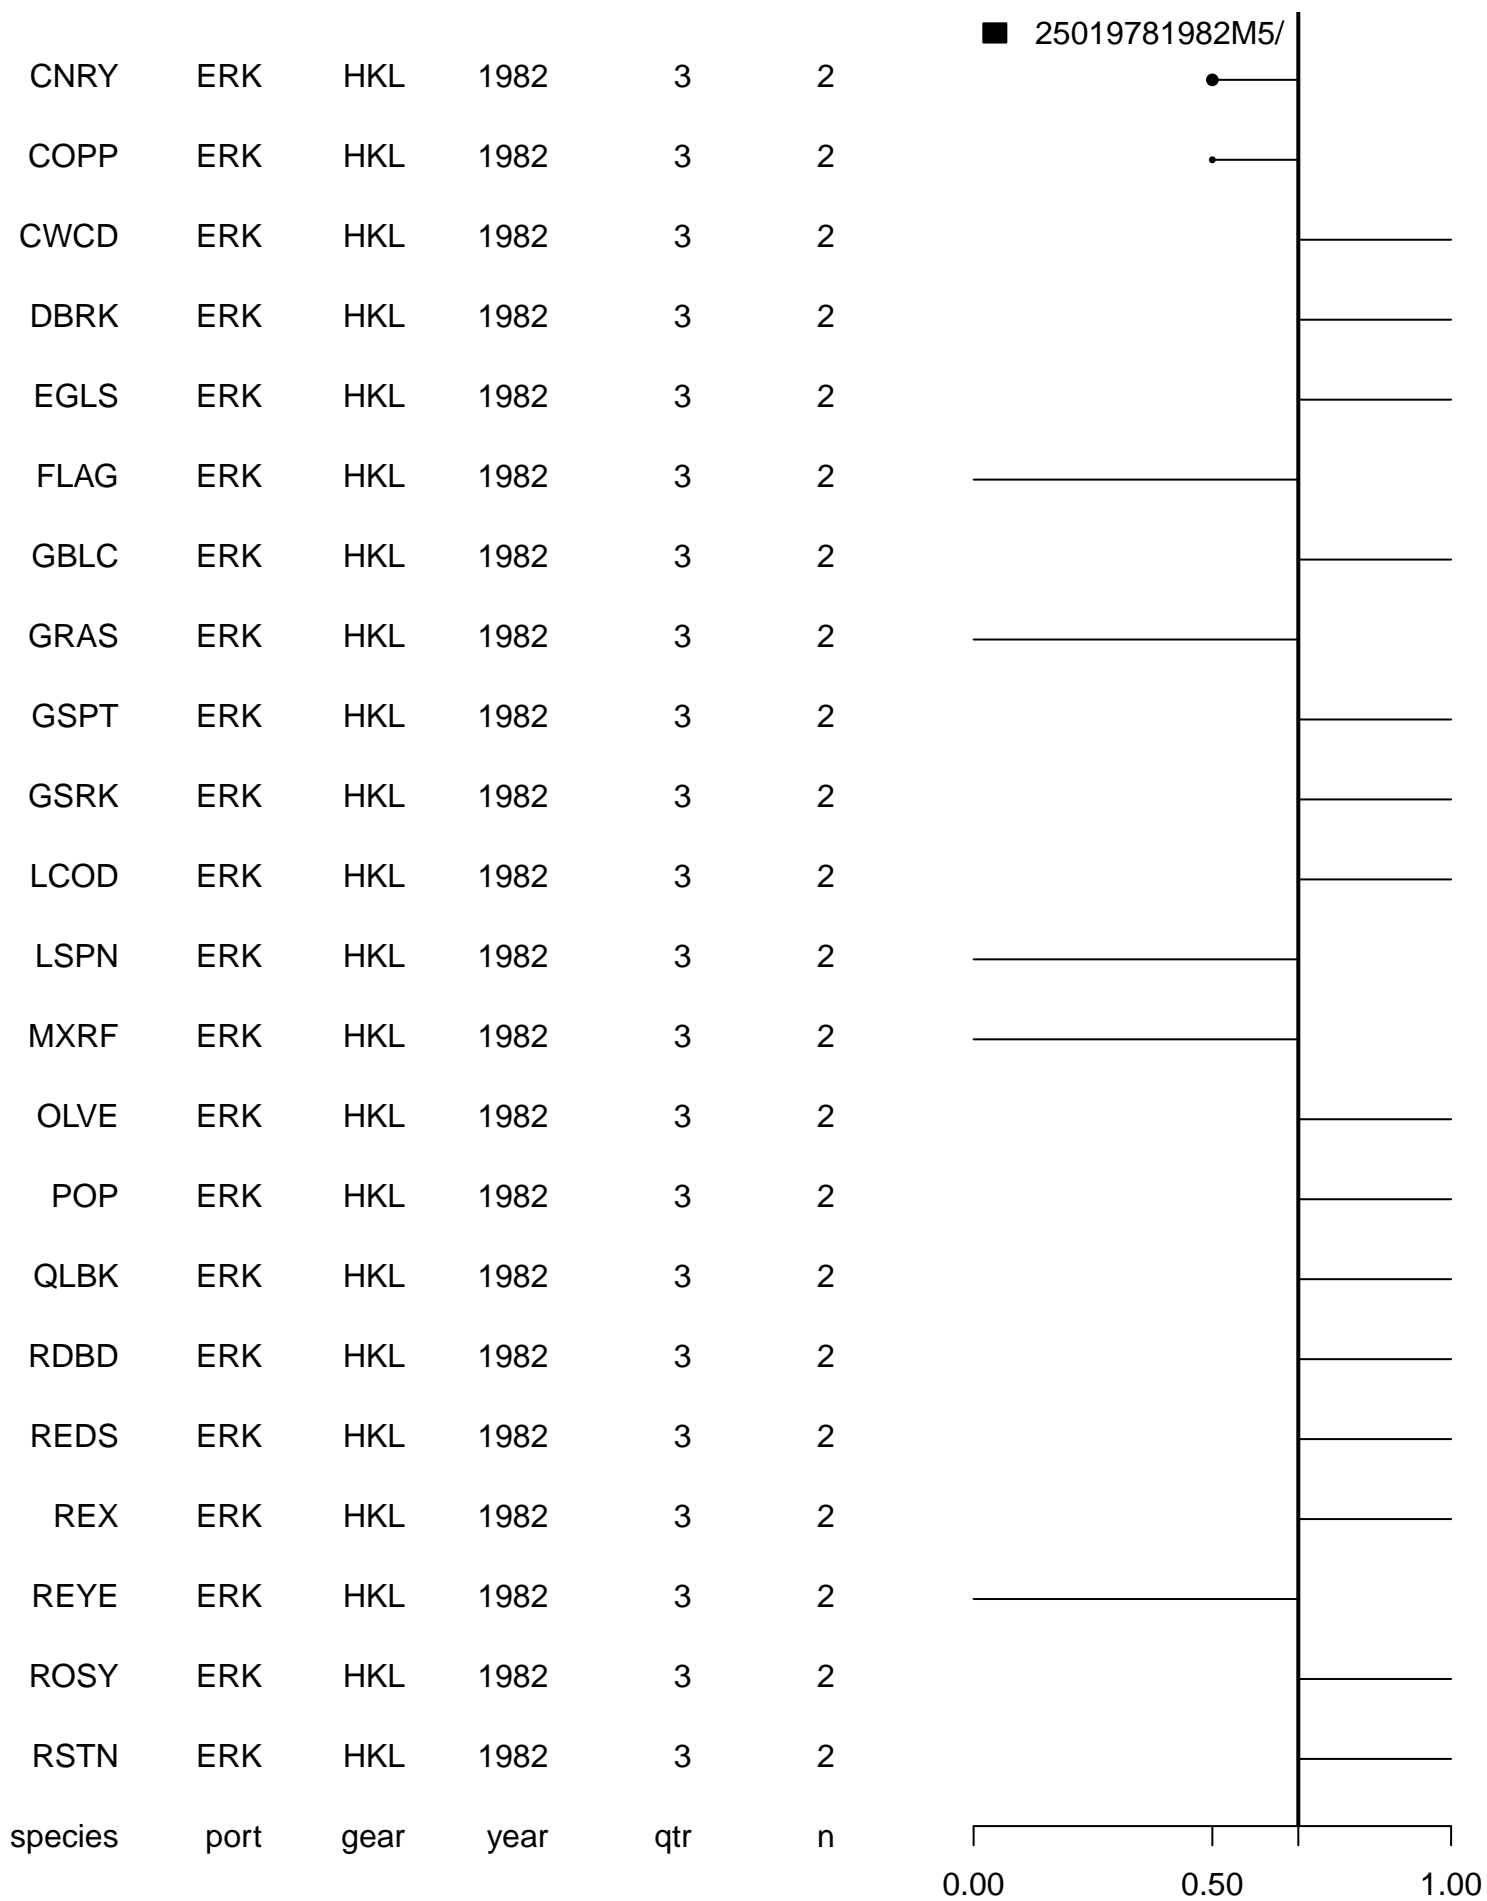 25019781982M5/
CNRY ERK HKL 1982 3 2
COPP ERK HKL 1982 3 2
CWCD ERK HKL 1982 3 2
DBRK ERK HKL 1982 3 2
EGLS ERK HKL 1982 3 2
FLAG ERK HKL 1982 3 2
GBLC ERK HKL 1982 3 2
GRAS ERK HKL 1982 3 2
GSPT ERK HKL 1982 3 2
GSRK ERK HKL 1982 3 2
LCOD ERK HKL 1982 3 2
LSPN ERK HKL 1982 3 2
MXRF ERK HKL 1982 3 2
OLVE ERK HKL 1982 3 2
POP ERK HKL 1982 3 2
QLBK ERK HKL 1982 3 2
RDBD ERK HKL 1982 3 2
REDS ERK HKL 1982 3 2
REX ERK HKL 1982 3 2
REYE ERK HKL 1982 3 2
ROSY ERK HKL 1982 3 2
RSTN ERK HKL 1982 3 2
species port gear year qtr n
0.00 0.50 1.00